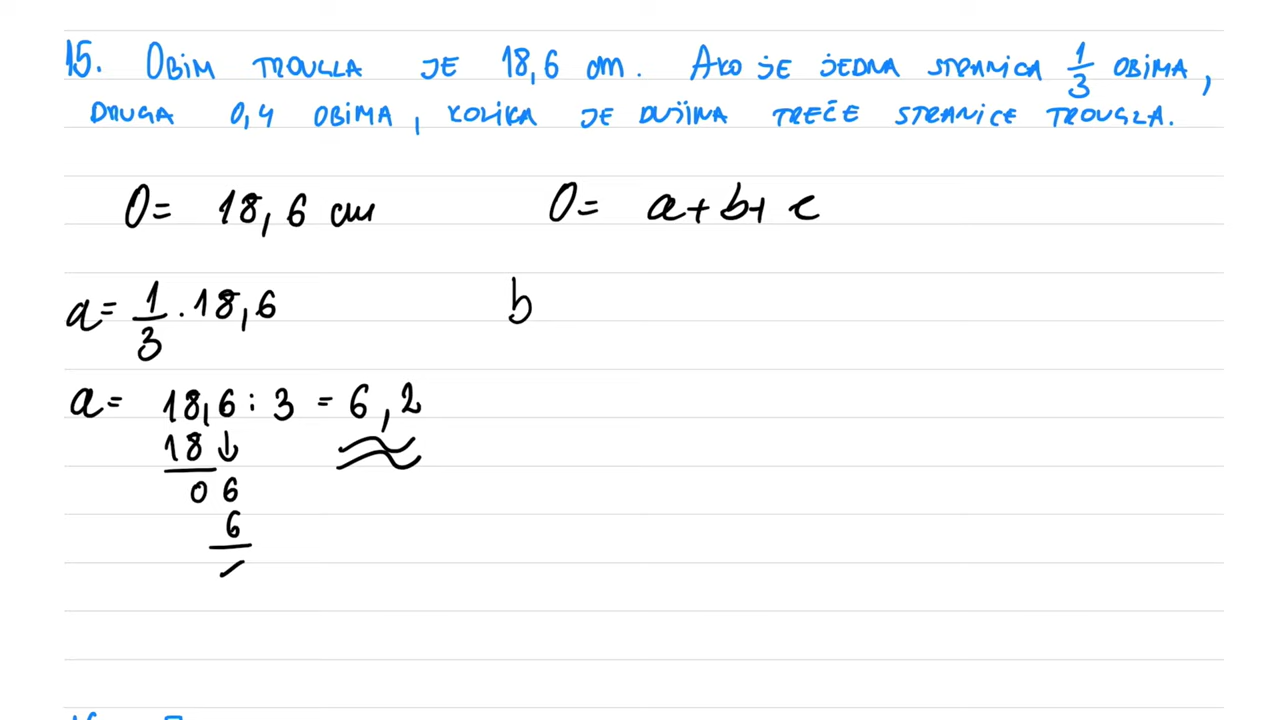 15. OBIM TROUGLA JE 18,6 cm. AKO JE JEDNA STRANICA 1/3 OBIMA,
DRUGA 0,4 OBIMA, KOLIKA JE DUŽINA TREĆE STRANICE TROUGLA.
O= 18,6 cm
O= a+b+c
a= 1/3 · 18,6
b
a= 18,6 : 3 = 6,2
18 ↓
0 6
6